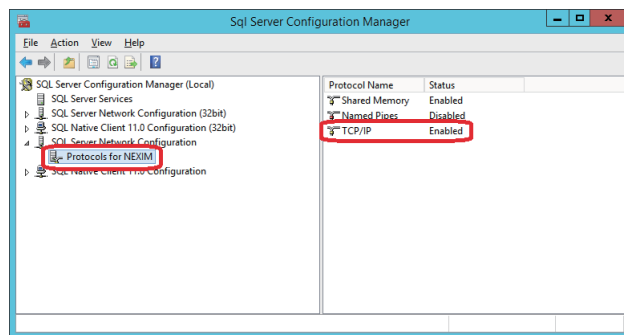 Sql Server Configuration Manager
File Action View Help
SQL Server Configuration Manager (Local)
SQL Server Services
SQL Server Network Configuration (32bit)
SQL Native Client 11.0 Configuration (32bit)
SQL Server Network Configuration
Protocols for NEXIM
SQL Native Client 11.0 Configuration
Protocol Name Status
Shared Memory Enabled
Named Pipes Disabled
TCP/IP Enabled